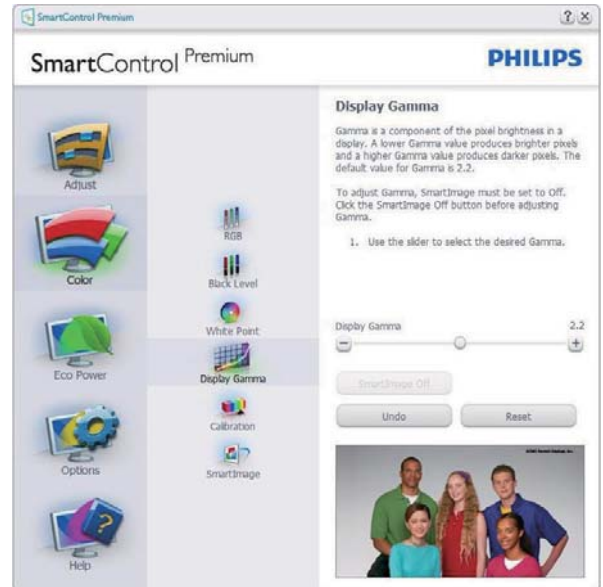 SmartControl Premium
? ×
SmartControl Premium
PHILIPS
Adjust
Color
Eco Power
Options
Help
RGB
Black Level
White Point
Display Gamma
Calibration
SmartImage
Display Gamma
Gamma is a component of the pixel brightness in a
display. A lower Gamma value produces brighter pixels
and a higher Gamma value produces darker pixels. The
default value for Gamma is 2.2.
To adjust Gamma, SmartImage must be set to Off.
Click the SmartImage Off button before adjusting
Gamma.
1. Use the slider to select the desired Gamma.
Display Gamma 2.2
SmartImage Off
Undo Reset